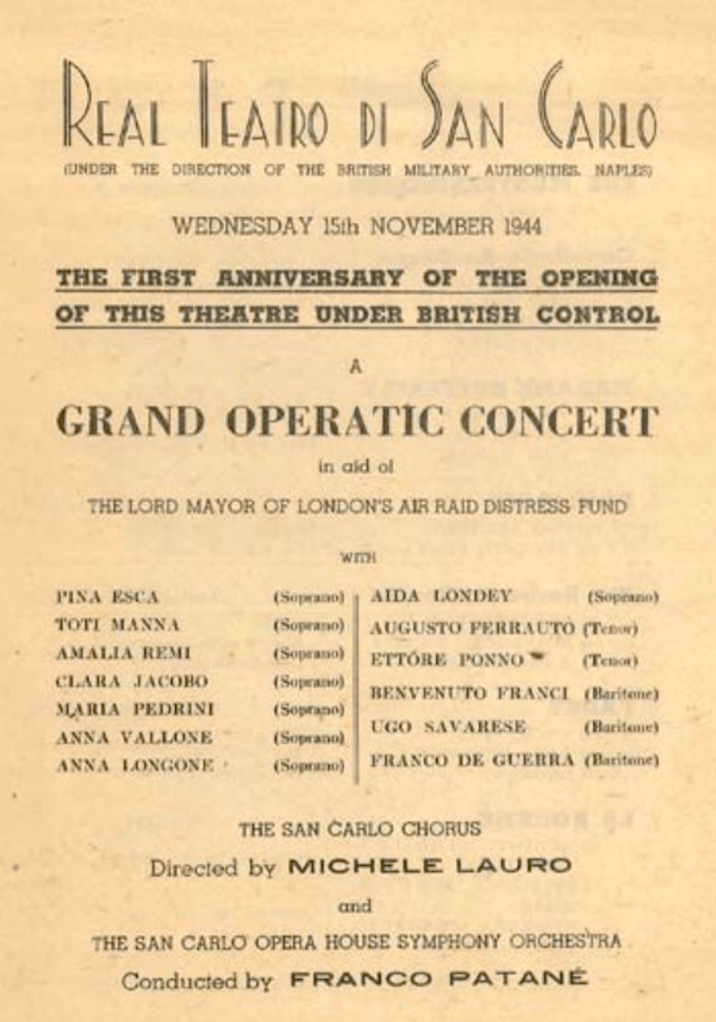 REAL TEATRO DI SAN CARLO
(UNDER THE DIRECTION OF THE BRITISH MILITARY AUTHORITIES, NAPLES)
WEDNESDAY 15th NOVEMBER 1944
THE FIRST ANNIVERSARY OF THE OPENING
OF THIS THEATRE UNDER BRITISH CONTROL
A
GRAND OPERATIC CONCERT
in aid of
THE LORD MAYOR OF LONDON'S AIR RAID DISTRESS FUND
WITH
PINA ESCA (Soprano)
TOTI MANNA (Soprano)
AMALIA REMI (Soprano)
CLARA JACOBO (Soprano)
MARIA PEDRINI (Soprano)
ANNA VALLONE (Soprano)
ANNA LONGONE (Soprano)
AIDA LONDEY (Soprano)
AUGUSTO FERRAUTO (Tenor)
ETTORE PONNO (Tenor)
BENVENUTO FRANCI (Baritone)
UGO SAVARESE (Baritone)
FRANCO DE GUERRA (Baritone)
THE SAN CARLO CHORUS
Directed by MICHELE LAURO
and
THE SAN CARLO OPERA HOUSE SYMPHONY ORCHESTRA
Conducted by FRANCO PATANÉ